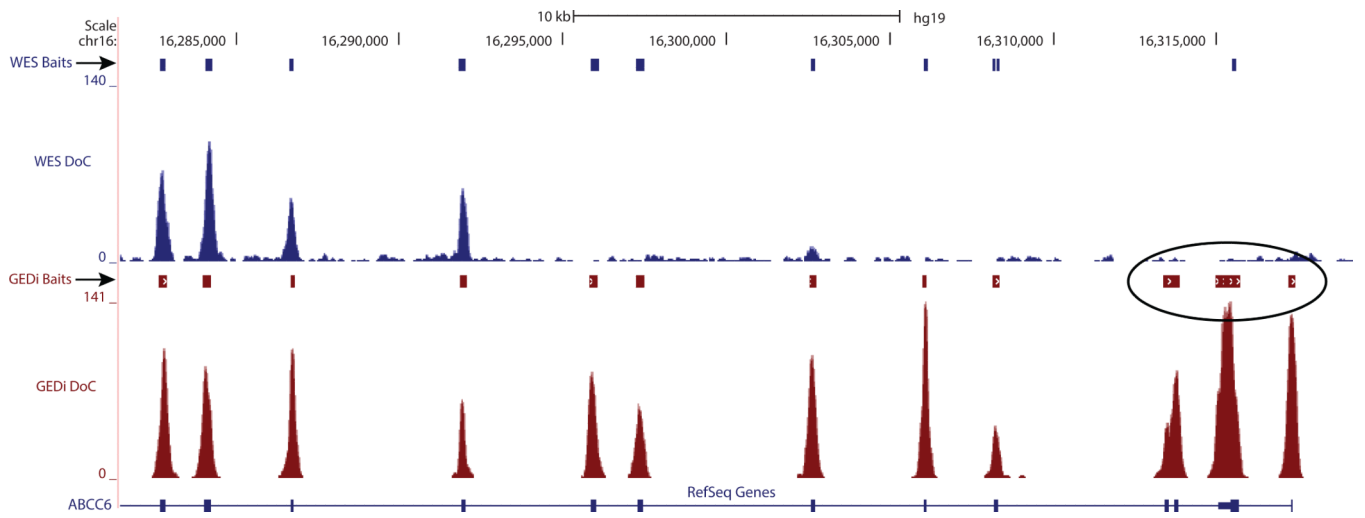 10 kb hg19
Scale
chr16: 16,285,000 16,290,000 16,295,000 16,300,000 16,305,000 16,310,000 16,315,000
WES Baits
140
WES DoC
0
GEDi Baits
141
GEDi DoC
0
RefSeq Genes
ABCC6